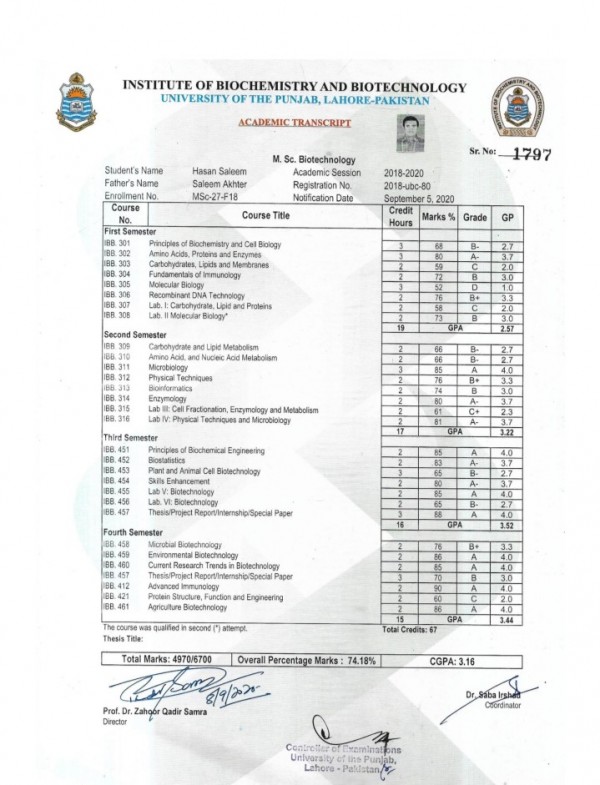 INSTITUTE OF BIOCHEMISTRY AND BIOTECHNOLOGY
UNIVERSITY OF THE PUNJAB, LAHORE-PAKISTAN
ACADEMIC TRANSCRIPT
Sr. No: 1797
M. Sc. Biotechnology
Student's Name Hasan Saleem Academic Session 2018-2020
Father's Name Saleem Akhter Registration No. 2018-ubc-80
Enrollment No. MSc-27-F18 Notification Date September 5, 2020
Course No. Course Title Credit Hours Marks % Grade GP
First Semester
IBB. 301 Principles of Biochemistry and Cell Biology 3 68 B- 2.7
IBB. 302 Amino Acids, Proteins and Enzymes 3 80 A- 3.7
IBB. 303 Carbohydrates, Lipids and Membranes 2 59 C 2.0
IBB. 304 Fundamentals of Immunology 2 72 B 3.0
IBB. 305 Molecular Biology 3 52 D 1.0
IBB. 306 Recombinant DNA Technology 2 76 B+ 3.3
IBB. 307 Lab. I: Carbohydrate, Lipid and Proteins 2 58 C 2.0
IBB. 308 Lab. II Molecular Biology* 2 73 B 3.0
19 GPA 2.57
Second Semester
IBB. 309 Carbohydrate and Lipid Metabolism 2 66 B- 2.7
IBB. 310 Amino Acid, and Nucleic Acid Metabolism 2 66 B- 2.7
IBB. 311 Microbiology 3 85 A 4.0
IBB. 312 Physical Techniques 2 76 B+ 3.3
IBB. 313 Bioinformatics 2 74 B 3.0
IBB. 314 Enzymology 2 80 A- 3.7
IBB. 315 Lab III: Cell Fractionation, Enzymology and Metabolism 2 61 C+ 2.3
IBB. 316 Lab IV: Physical Techniques and Microbiology 2 81 A- 3.7
17 GPA 3.22
Third Semester
IBB. 451 Principles of Biochemical Engineering 2 85 A 4.0
IBB. 452 Biostatistics 2 83 A- 3.7
IBB. 453 Plant and Animal Cell Biotechnology 3 65 B- 2.7
IBB. 454 Skills Enhancement 2 80 A- 3.7
IBB. 455 Lab V: Biotechnology 2 85 A 4.0
IBB. 456 Lab. VI: Biotechnology 2 65 B- 2.7
IBB. 457 Thesis/Project Report/Internship/Special Paper 3 88 A 4.0
16 GPA 3.52
Fourth Semester
IBB. 458 Microbial Biotechnology 2 76 B+ 3.3
IBB. 459 Environmental Biotechnology 2 86 A 4.0
IBB. 460 Current Research Trends in Biotechnology 2 85 A 4.0
IBB. 457 Thesis/Project Report/Internship/Special Paper 3 70 B 3.0
IBB. 412 Advanced Immunology 2 90 A 4.0
IBB. 421 Protein Structure, Function and Engineering 2 60 C 2.0
IBB. 461 Agriculture Biotechnology 2 86 A 4.0
15 GPA 3.44
The course was qualified in second (*) attempt. Total Credits: 67
Thesis Title:
Total Marks: 4970/6700 Overall Percentage Marks : 74.18% CGPA: 3.16
8/9/2020
Prof. Dr. Zahoor Qadir Samra
Director
Dr. Saba Irshad
Coordinator
Controller of Examinations
University of the Punjab,
Lahore - Pakistan